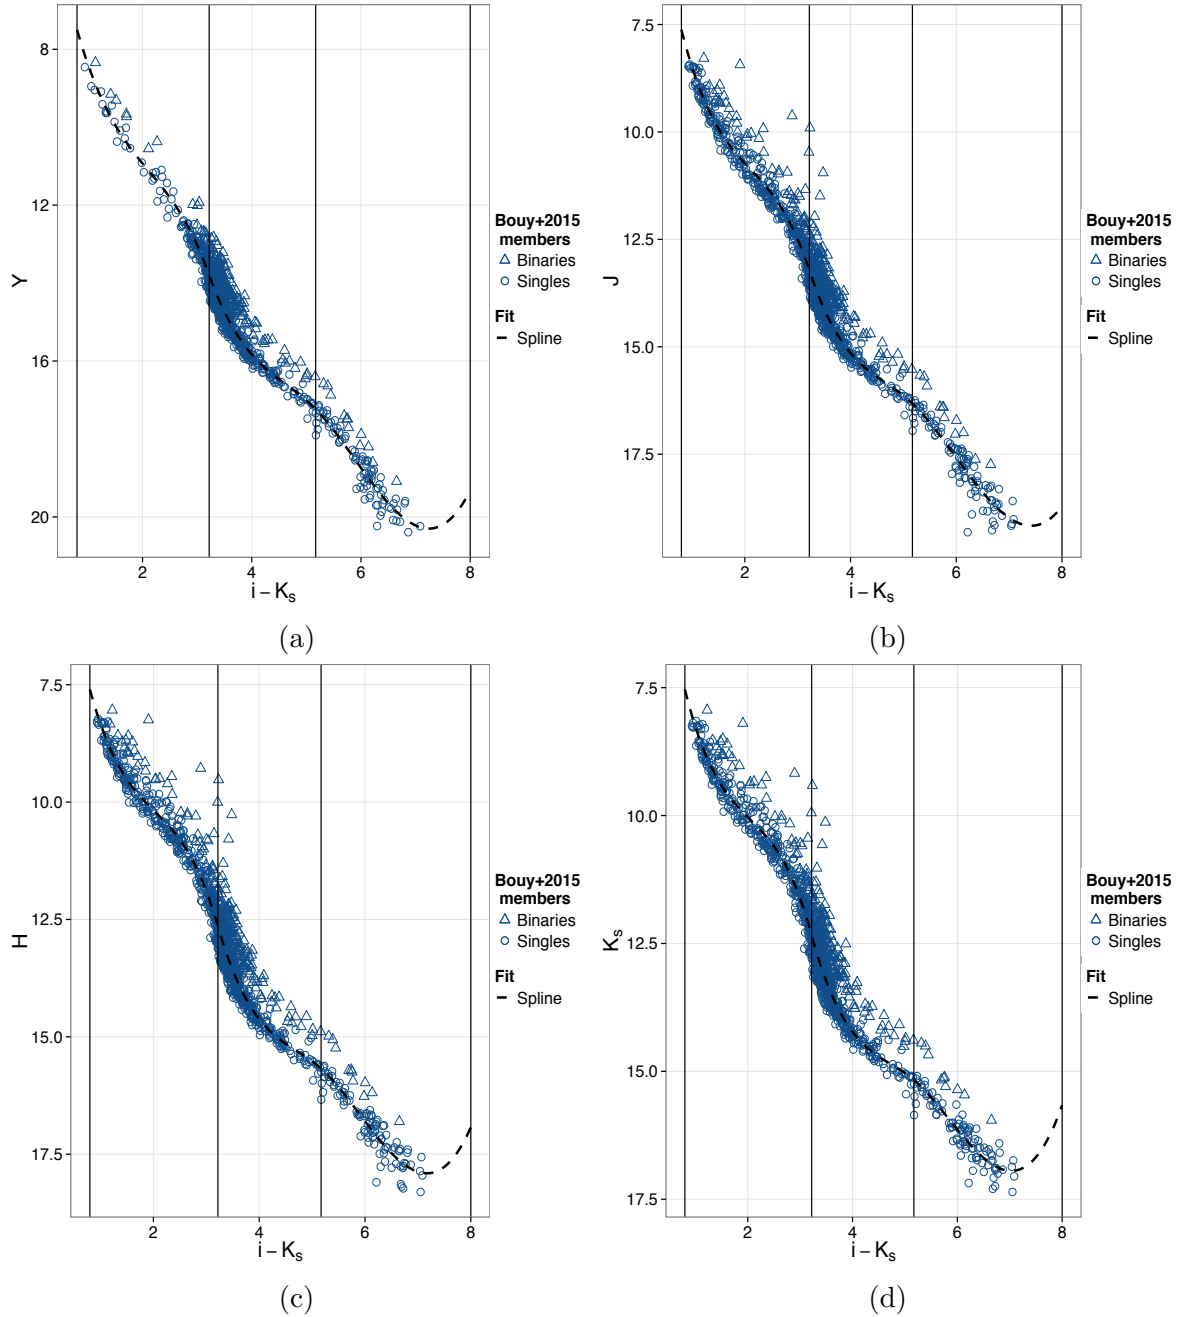 8
12
16
20
Y
2 4 6 8
i − Ks
Bouy+2015
members
Binaries
Singles
Fit
Spline
(a)
7.5
10.0
12.5
15.0
17.5
J
2 4 6 8
i − Ks
Bouy+2015
members
Binaries
Singles
Fit
Spline
(b)
7.5
10.0
12.5
15.0
17.5
H
2 4 6 8
i − Ks
Bouy+2015
members
Binaries
Singles
Fit
Spline
(c)
7.5
10.0
12.5
15.0
17.5
Ks
2 4 6 8
i − Ks
Bouy+2015
members
Binaries
Singles
Fit
Spline
(d)